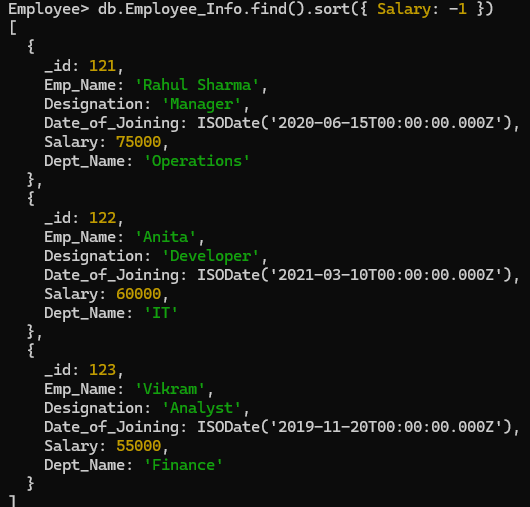 Employee> db.Employee_Info.find().sort({ Salary: -1 })
[
  {
    _id: 121,
    Emp_Name: 'Rahul Sharma',
    Designation: 'Manager',
    Date_of_Joining: ISODate('2020-06-15T00:00:00.000Z'),
    Salary: 75000,
    Dept_Name: 'Operations'
  },
  {
    _id: 122,
    Emp_Name: 'Anita',
    Designation: 'Developer',
    Date_of_Joining: ISODate('2021-03-10T00:00:00.000Z'),
    Salary: 60000,
    Dept_Name: 'IT'
  },
  {
    _id: 123,
    Emp_Name: 'Vikram',
    Designation: 'Analyst',
    Date_of_Joining: ISODate('2019-11-20T00:00:00.000Z'),
    Salary: 55000,
    Dept_Name: 'Finance'
  }
]